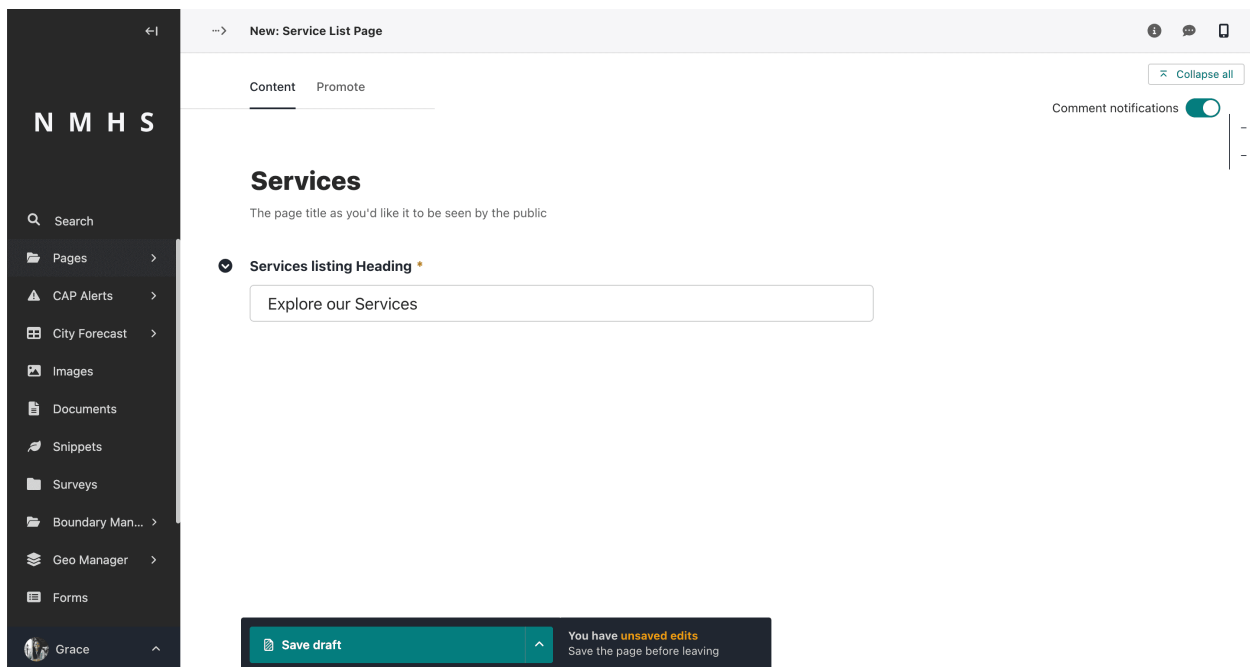 New: Service List Page
Collapse all
Content Promote
Comment notifications
N M H S
Services
The page title as you'd like it to be seen by the public
Search
Pages
CAP Alerts
City Forecast
Images
Documents
Snippets
Surveys
Boundary Man...
Geo Manager
Forms
Grace
Services listing Heading *
Explore our Services
Save draft
You have unsaved edits
Save the page before leaving